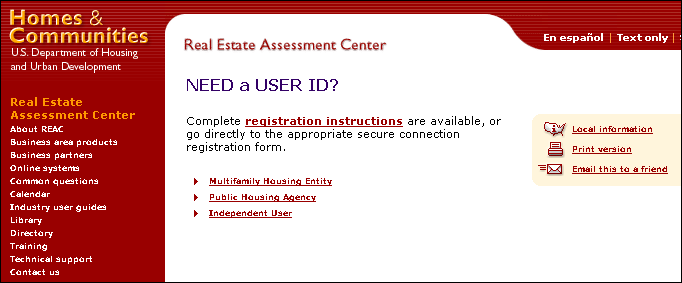 Homes &
Communities
U.S. Department of Housing
and Urban Development
Real Estate Assessment Center
En español | Text only |
Real Estate
Assessment Center
About REAC
Business area products
Business partners
Online systems
Common questions
Calendar
Industry user guides
Library
Directory
Training
Technical support
Contact us
NEED a USER ID?
Complete registration instructions are available, or
go directly to the appropriate secure connection
registration form.
Multifamily Housing Entity
Public Housing Agency
Independent User
Local information
Print version
Email this to a friend